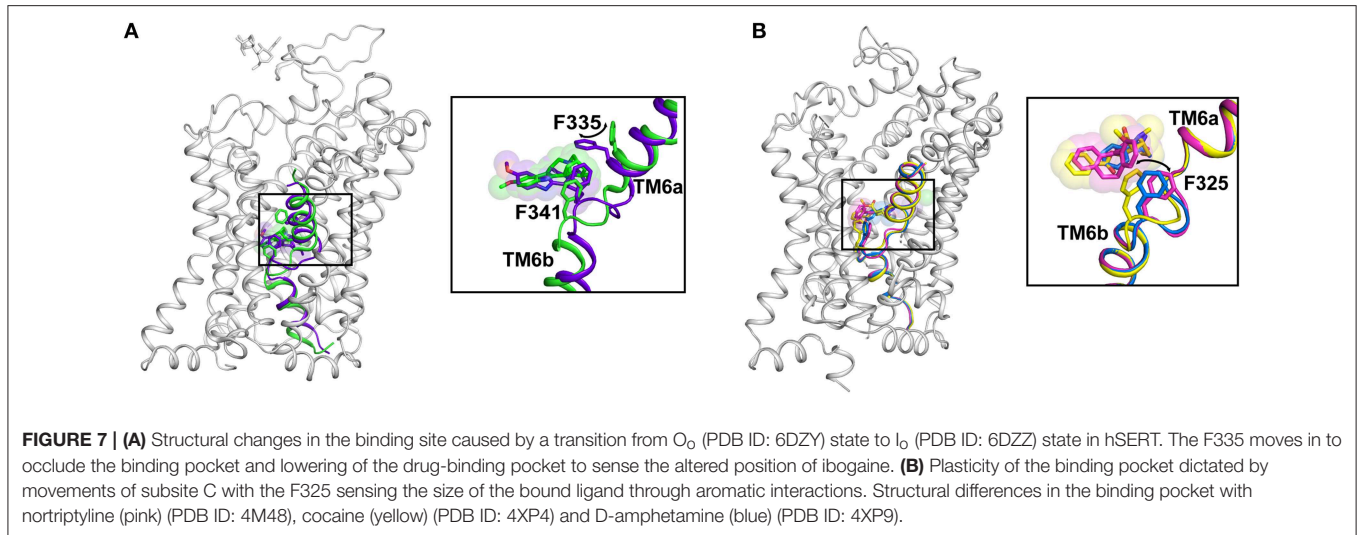 A
F335
TM6a
F341
TM6b
B
TM6a
F325
TM6b
FIGURE 7 | (A) Structural changes in the binding site caused by a transition from OO (PDB ID: 6DZY) state to IO (PDB ID: 6DZZ) state in hSERT. The F335 moves in to
occlude the binding pocket and lowering of the drug-binding pocket to sense the altered position of ibogaine. (B) Plasticity of the binding pocket dictated by
movements of subsite C with the F325 sensing the size of the bound ligand through aromatic interactions. Structural differences in the binding pocket with
nortriptyline (pink) (PDB ID: 4M48), cocaine (yellow) (PDB ID: 4XP4) and D-amphetamine (blue) (PDB ID: 4XP9).